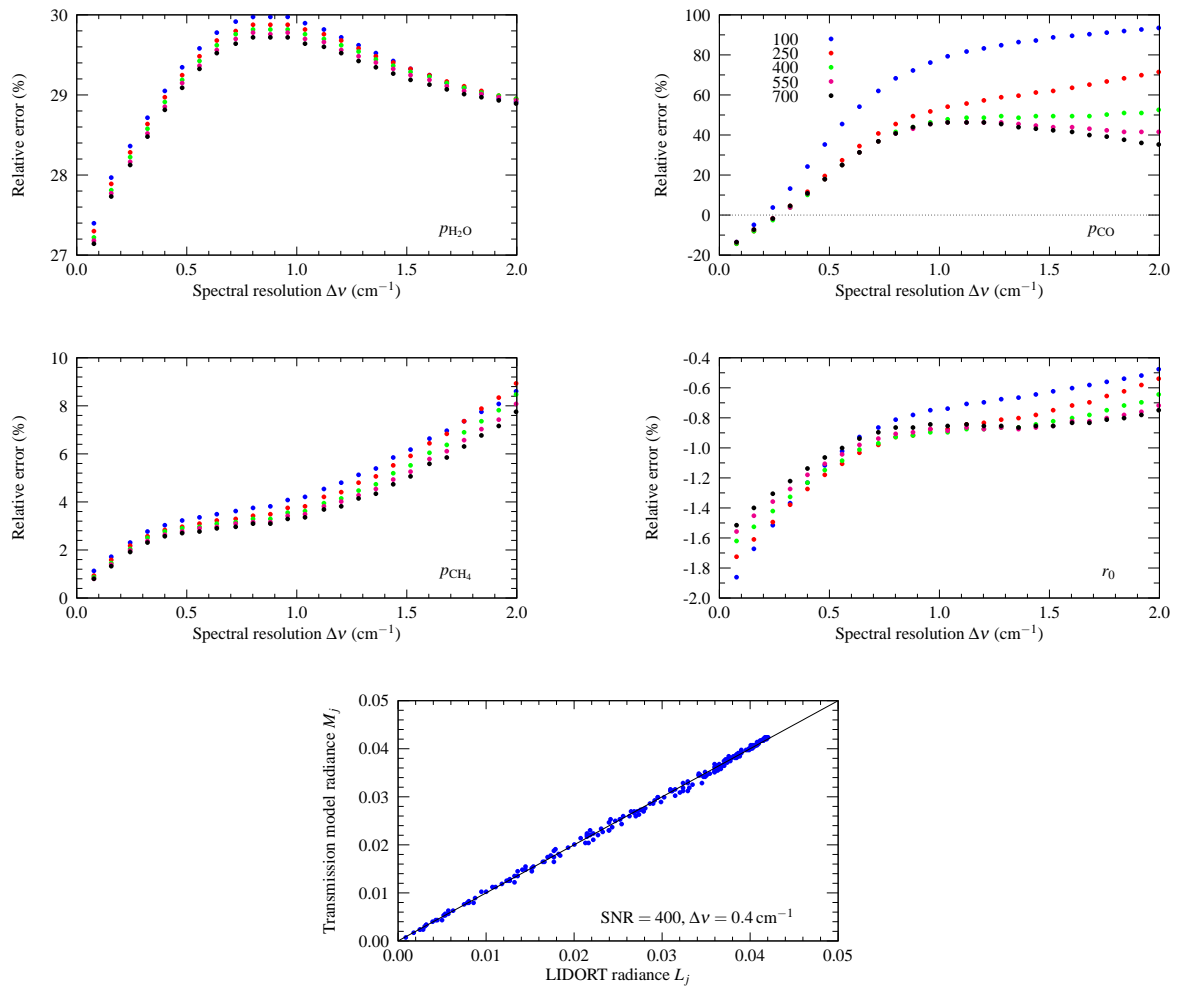 30
29
28
27
0.0 0.5 1.0 1.5 2.0
Relative error (%)
Spectral resolution Δν (cm⁻¹)
p_H₂O
100
80
60
40
20
0
-20
0.0 0.5 1.0 1.5 2.0
Relative error (%)
Spectral resolution Δν (cm⁻¹)
100
250
400
550
700
p_CO
10
8
6
4
2
0
0.0 0.5 1.0 1.5 2.0
Relative error (%)
Spectral resolution Δν (cm⁻¹)
p_CH₄
-0.4
-0.6
-0.8
-1.0
-1.2
-1.4
-1.6
-1.8
-2.0
0.0 0.5 1.0 1.5 2.0
Relative error (%)
Spectral resolution Δν (cm⁻¹)
r₀
0.05
0.04
0.03
0.02
0.01
0.00
0.00 0.01 0.02 0.03 0.04 0.05
Transmission model radiance M_j
LIDORT radiance L_j
SNR = 400, Δν = 0.4 cm⁻¹